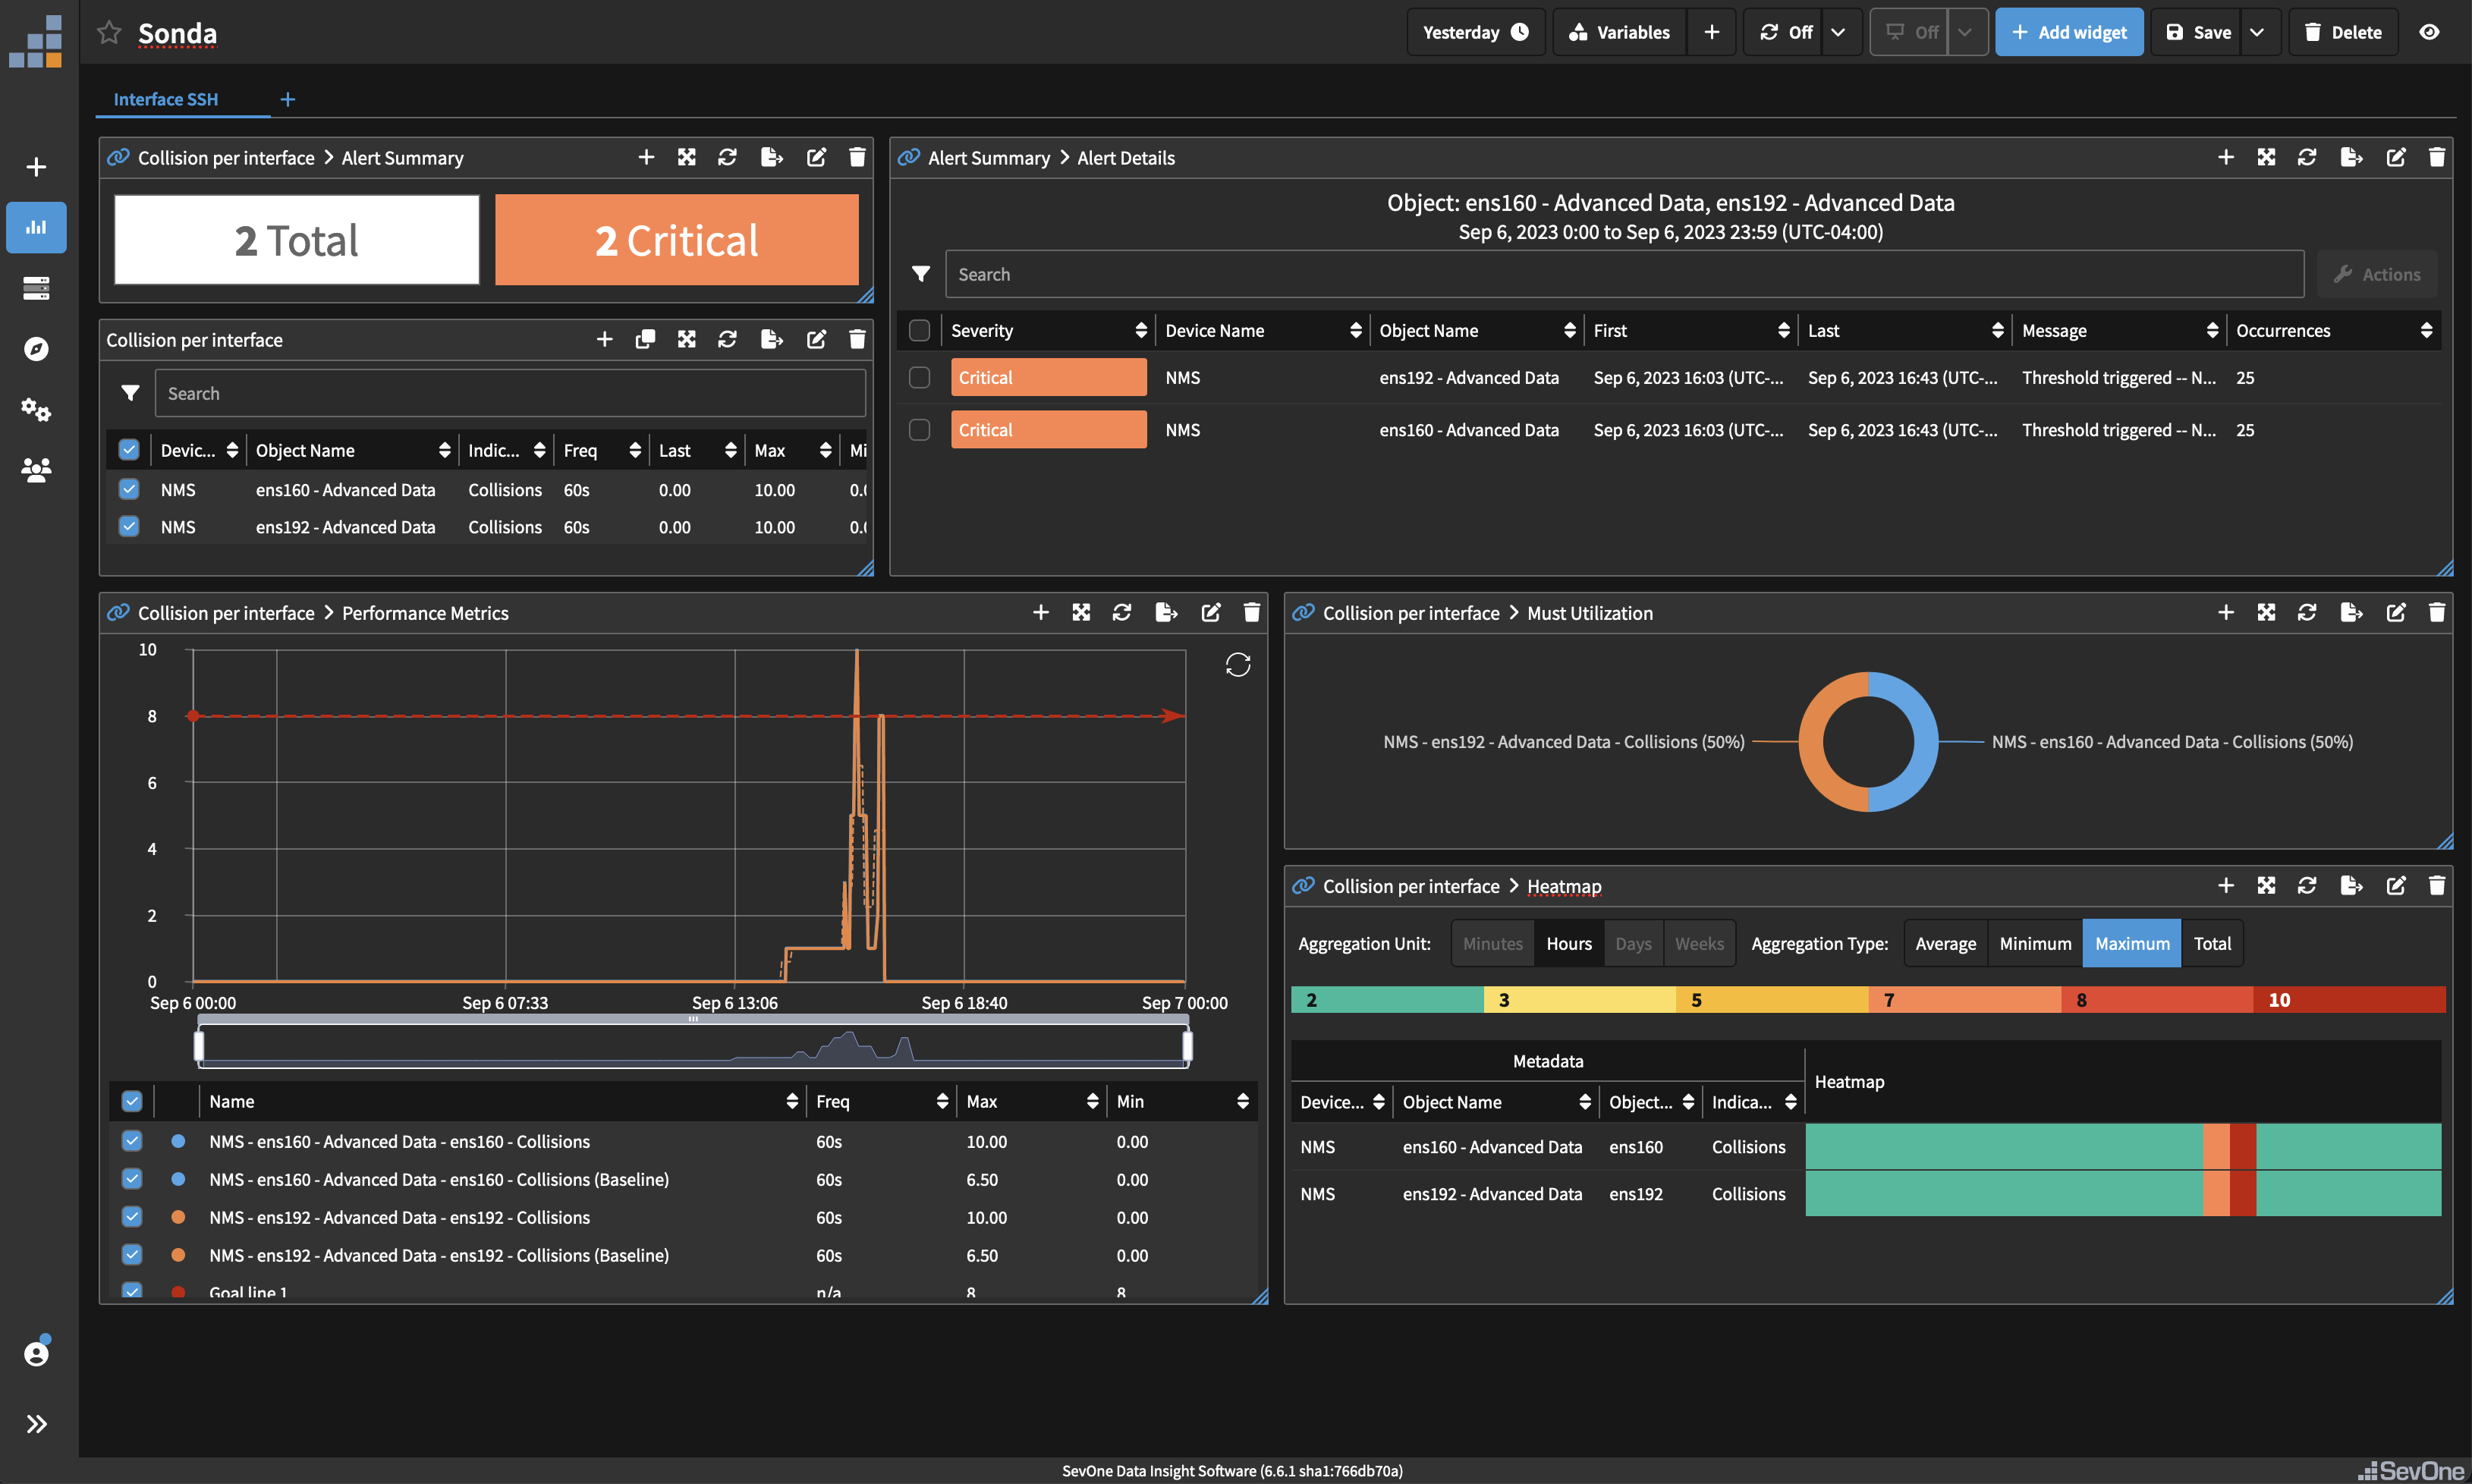 Sonda
Yesterday
Variables
Off
Off
Add widget
Save
Delete
Interface SSH
Collision per interface > Alert Summary
2 Total
2 Critical
Alert Summary > Alert Details
Object: ens160 - Advanced Data, ens192 - Advanced Data
Sep 6, 2023 0:00 to Sep 6, 2023 23:59 (UTC-04:00)
Search
Actions
Severity Device Name Object Name First Last Message Occurrences
Critical NMS ens192 - Advanced Data Sep 6, 2023 16:03 (UTC-... Sep 6, 2023 16:43 (UTC-... Threshold triggered -- N... 25
Critical NMS ens160 - Advanced Data Sep 6, 2023 16:03 (UTC-... Sep 6, 2023 16:43 (UTC-... Threshold triggered -- N... 25
Collision per interface
Search
Devic... Object Name Indic... Freq Last Max Mi
NMS ens160 - Advanced Data Collisions 60s 0.00 10.00 0.0
NMS ens192 - Advanced Data Collisions 60s 0.00 10.00 0.0
Collision per interface > Performance Metrics
10
8
6
4
2
0
Sep 6 00:00 Sep 6 07:33 Sep 6 13:06 Sep 6 18:40 Sep 7 00:00
Name Freq Max Min
NMS - ens160 - Advanced Data - ens160 - Collisions 60s 10.00 0.00
NMS - ens160 - Advanced Data - ens160 - Collisions (Baseline) 60s 6.50 0.00
NMS - ens192 - Advanced Data - ens192 - Collisions 60s 10.00 0.00
NMS - ens192 - Advanced Data - ens192 - Collisions (Baseline) 60s 6.50 0.00
Goal line 1 n/a 8 8
Collision per interface > Must Utilization
NMS - ens192 - Advanced Data - Collisions (50%)
NMS - ens160 - Advanced Data - Collisions (50%)
Collision per interface > Heatmap
Aggregation Unit: Minutes Hours Days Weeks Aggregation Type: Average Minimum Maximum Total
2 3 5 7 8 10
Metadata
Heatmap
Device... Object Name Object... Indica...
NMS ens160 - Advanced Data ens160 Collisions
NMS ens192 - Advanced Data ens192 Collisions
SevOne Data Insight Software (6.6.1 sha1:766db70a)
SevOne